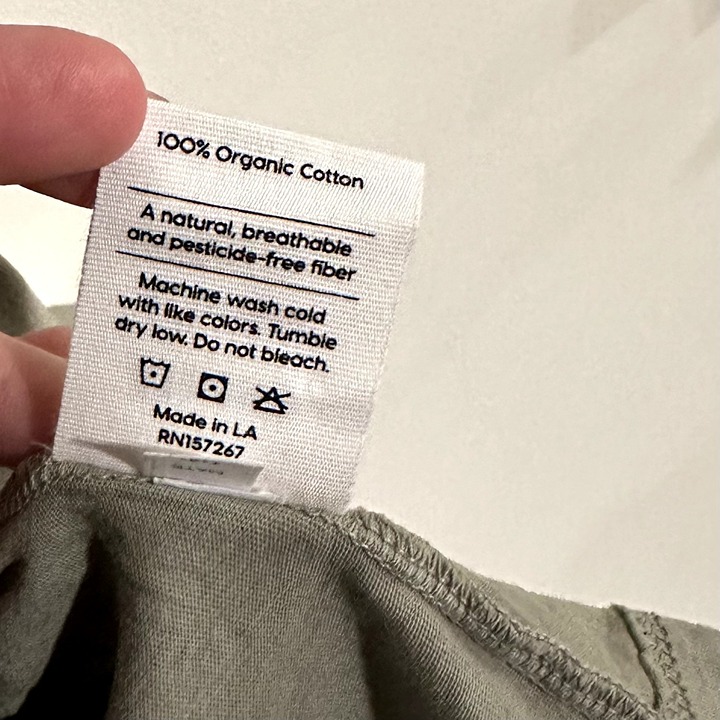 100% Organic Cotton
A natural, breathable
and pesticide-free fiber
Machine wash cold
with like colors. Tumble
dry low. Do not bleach.
Made in LA
RN157267